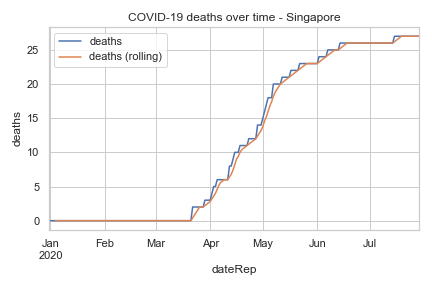 COVID-19 deaths over time - Singapore
deaths
deaths (rolling)
deaths
25
20
15
10
5
0
Jan Feb Mar Apr May Jun Jul
2020
dateRep